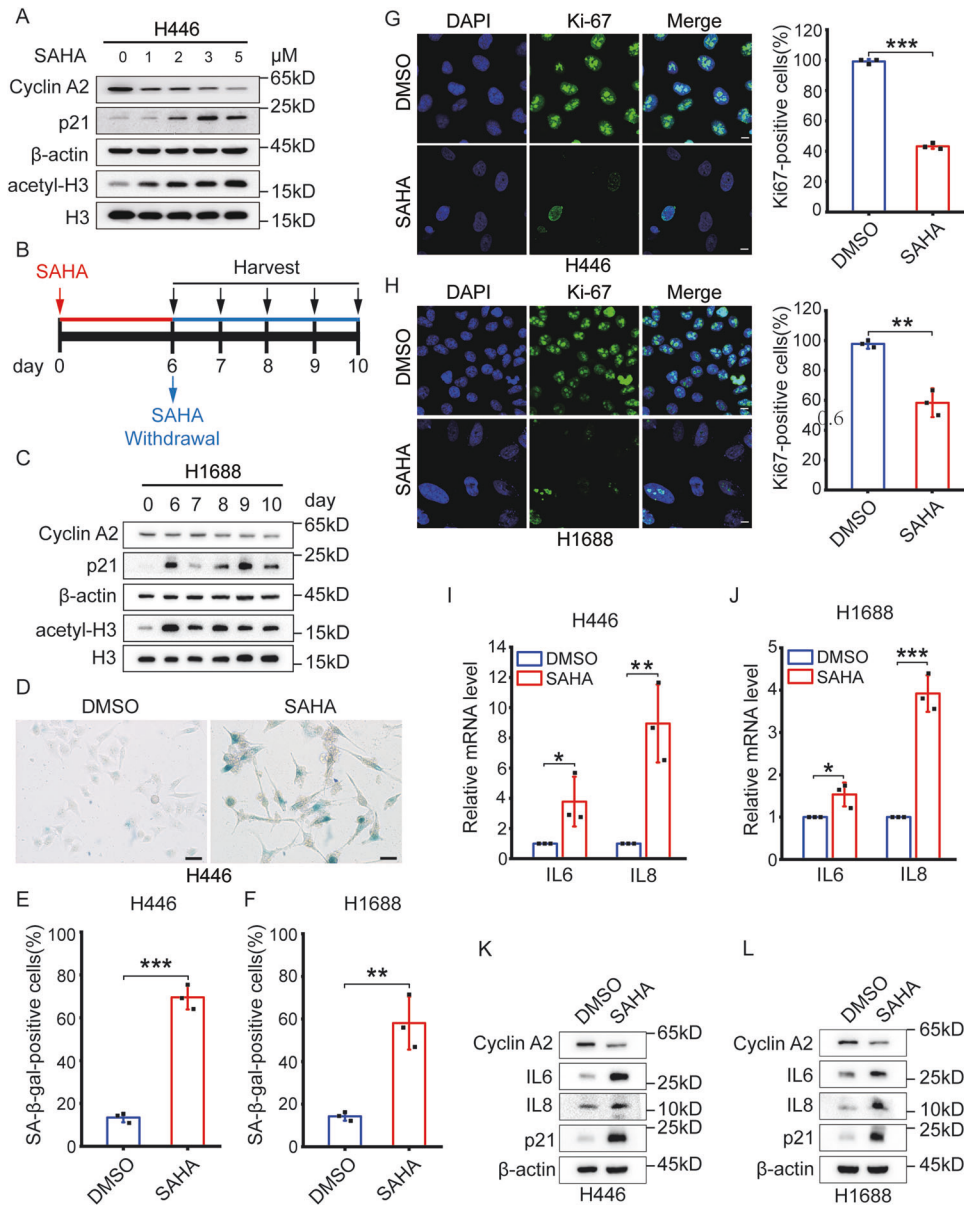 A
H446
SAHA 0 1 2 3 5 μM
Cyclin A2
65kD
25kD
p21
β-actin
45kD
acetyl-H3
15kD
H3
15kD
B
SAHA
Harvest
day 0 6 7 8 9 10
SAHA
Withdrawal
C
H1688
0 6 7 8 9 10 day
Cyclin A2
65kD
25kD
p21
β-actin
45kD
acetyl-H3
15kD
H3
15kD
D
DMSO SAHA
H446
E
H446
SA-β-gal-positive cells(%)
100
80
60
40
20
0
***
DMSO
SAHA
F
H1688
SA-β-gal-positive cells(%)
100
80
60
40
20
0
**
DMSO
SAHA
G
DAPI Ki-67 Merge
DMSO
SAHA
H446
Ki67-positive cells(%)
120
100
80
60
40
20
0
***
DMSO
SAHA
H
DAPI Ki-67 Merge
DMSO
SAHA
H1688
Ki67-positive cells(%)
120
100
80
60
40
20
0
0.6
**
DMSO
SAHA
I
H446
Relative mRNA level
14
12
10
8
6
4
2
0
DMSO
SAHA
*
**
IL6 IL8
J
H1688
Relative mRNA level
5
4
3
2
1
0
DMSO
SAHA
*
***
IL6 IL8
K
DMSO
SAHA
Cyclin A2
65kD
IL6
25kD
IL8
10kD
25kD
p21
β-actin
45kD
H446
L
DMSO
SAHA
Cyclin A2
65kD
IL6
25kD
IL8
10kD
25kD
p21
β-actin
45kD
H1688